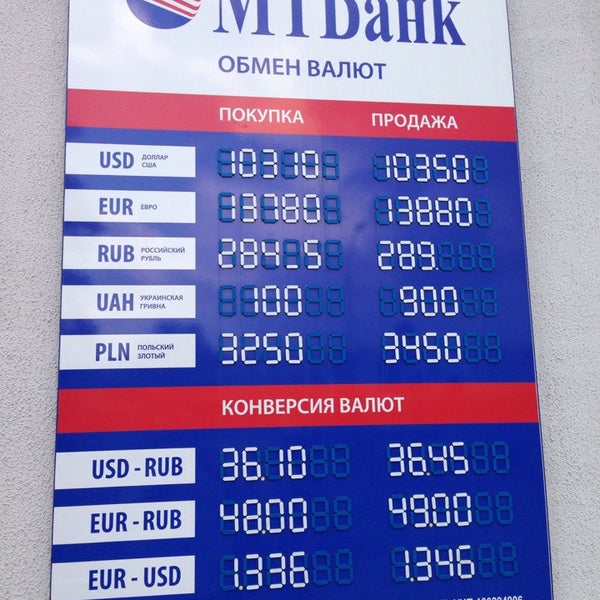 МТБанк
ОБМЕН ВАЛЮТ
ПОКУПКА ПРОДАЖА
USD ДОЛЛАР США 10310 10350
EUR ЕВРО 13880 13880
RUB РОССИЙСКИЙ РУБЛЬ 284.5 289.
UAH УКРАИНСКАЯ ГРИВНА 100 900
PLN ПОЛЬСКИЙ ЗЛОТЫЙ 3250 3450
КОНВЕРСИЯ ВАЛЮТ
USD - RUB 36.10 36.45
EUR - RUB 48.00 49.00
EUR - USD 1.336 1.346